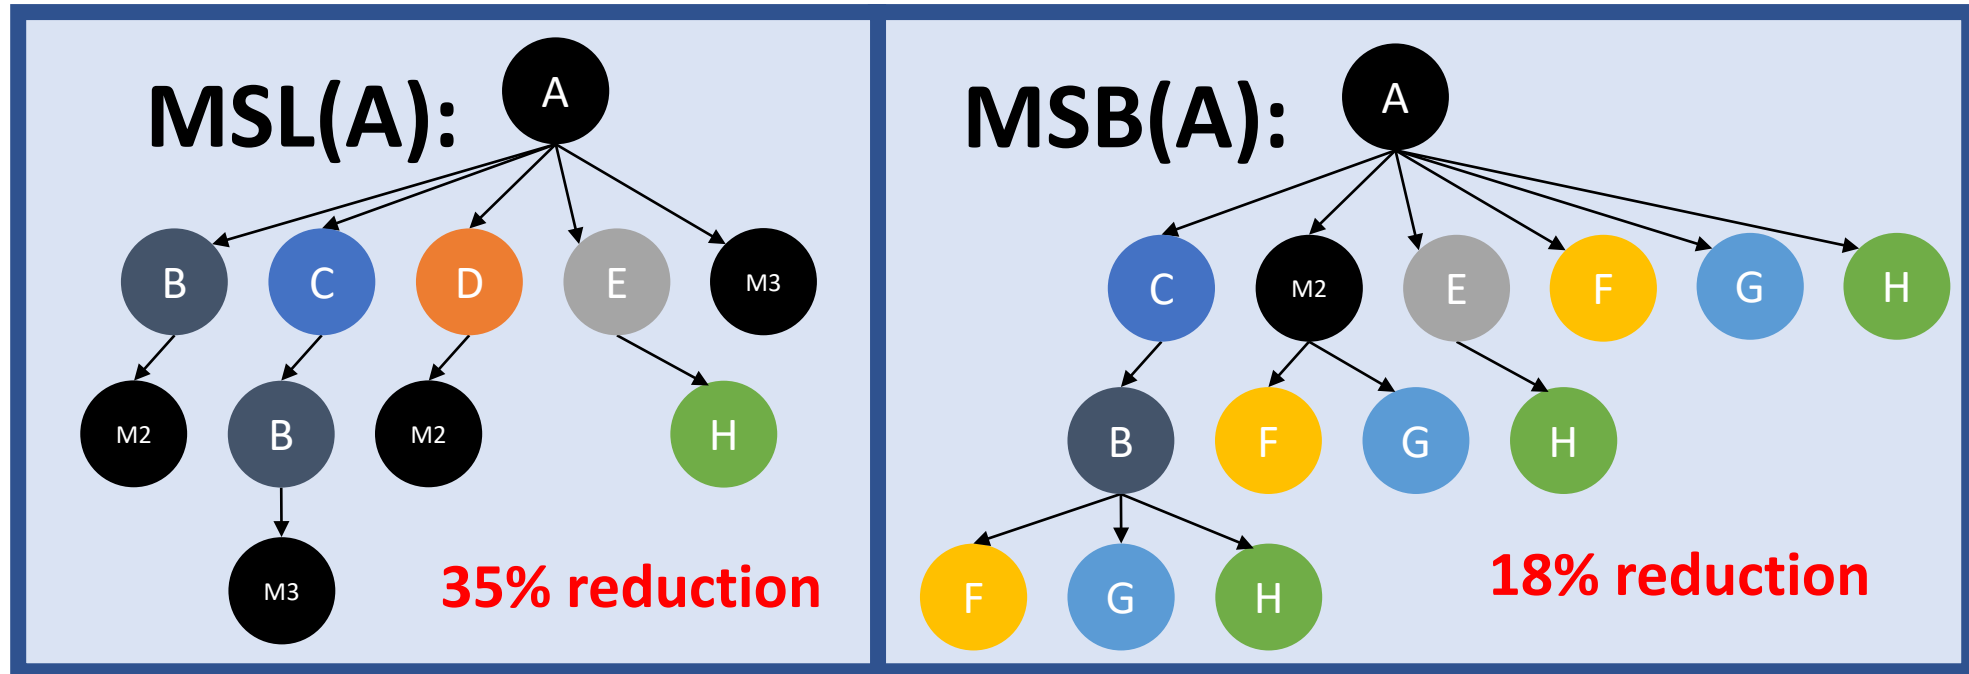 MSL(A):
A
B
C
D
E
M3
M2
B
M2
H
M3
35% reduction
MSB(A):
A
C
M2
E
F
G
H
B
F
G
H
F
G
H
18% reduction